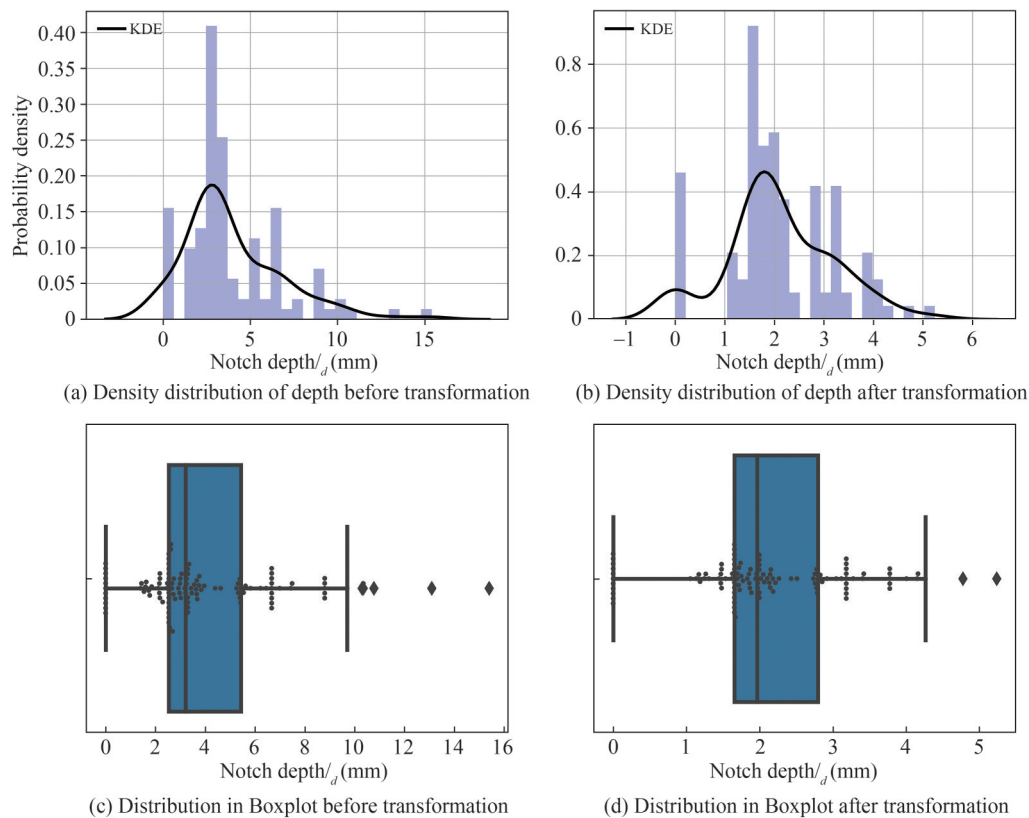 KDE
0.40
0.35
0.30
0.25
0.20
0.15
0.10
0.05
0
Probability density
0 5 10 15
Notch depth/d (mm)
(a) Density distribution of depth before transformation
KDE
0.8
0.6
0.4
0.2
0
−1 0 1 2 3 4 5 6
Notch depth/d (mm)
(b) Density distribution of depth after transformation
0 2 4 6 8 10 12 14 16
Notch depth/d (mm)
(c) Distribution in Boxplot before transformation
0 1 2 3 4 5
Notch depth/d (mm)
(d) Distribution in Boxplot after transformation